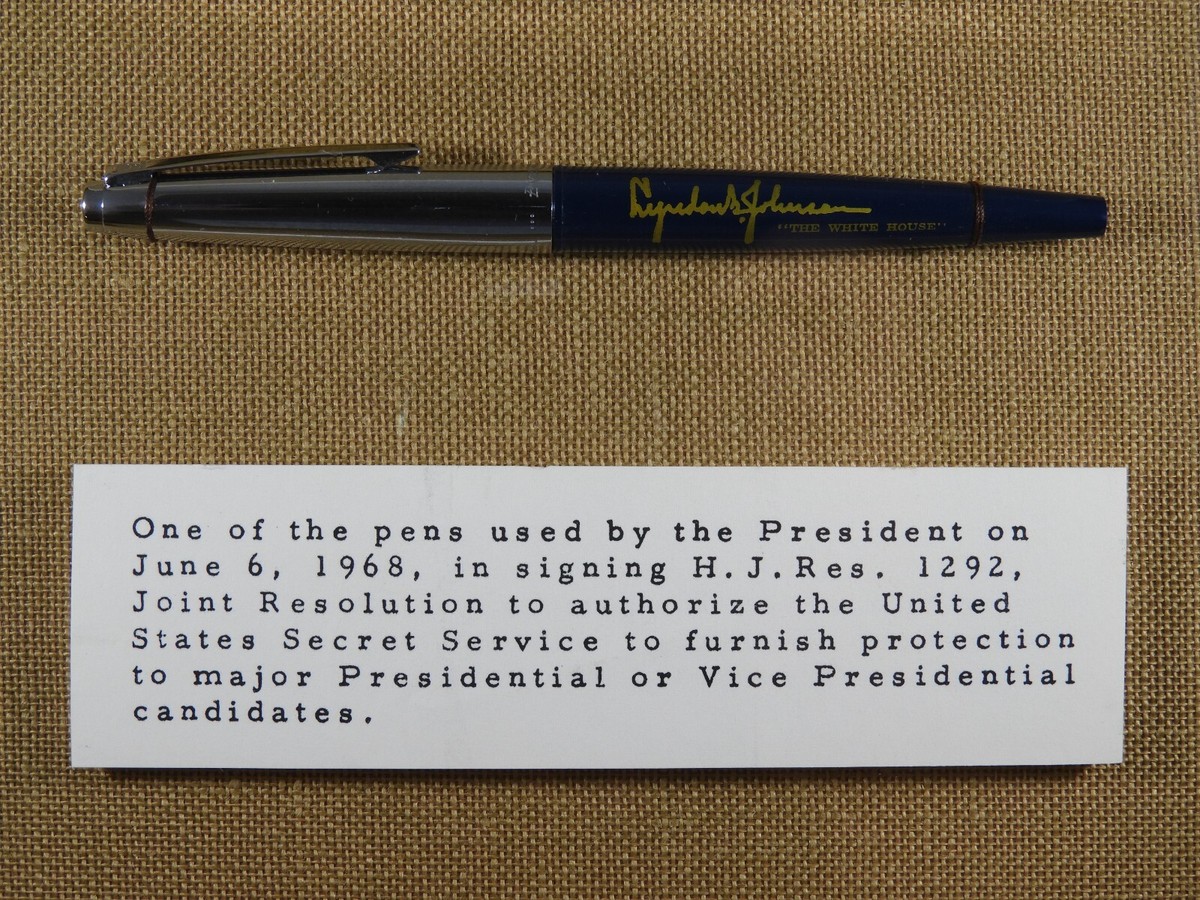 Lyndon B. Johnson
"THE WHITE HOUSE"
One of the pens used by the President on
June 6, 1968, in signing H.J.Res. 1292,
Joint Resolution to authorize the United
States Secret Service to furnish protection
to major Presidential or Vice Presidential
candidates.